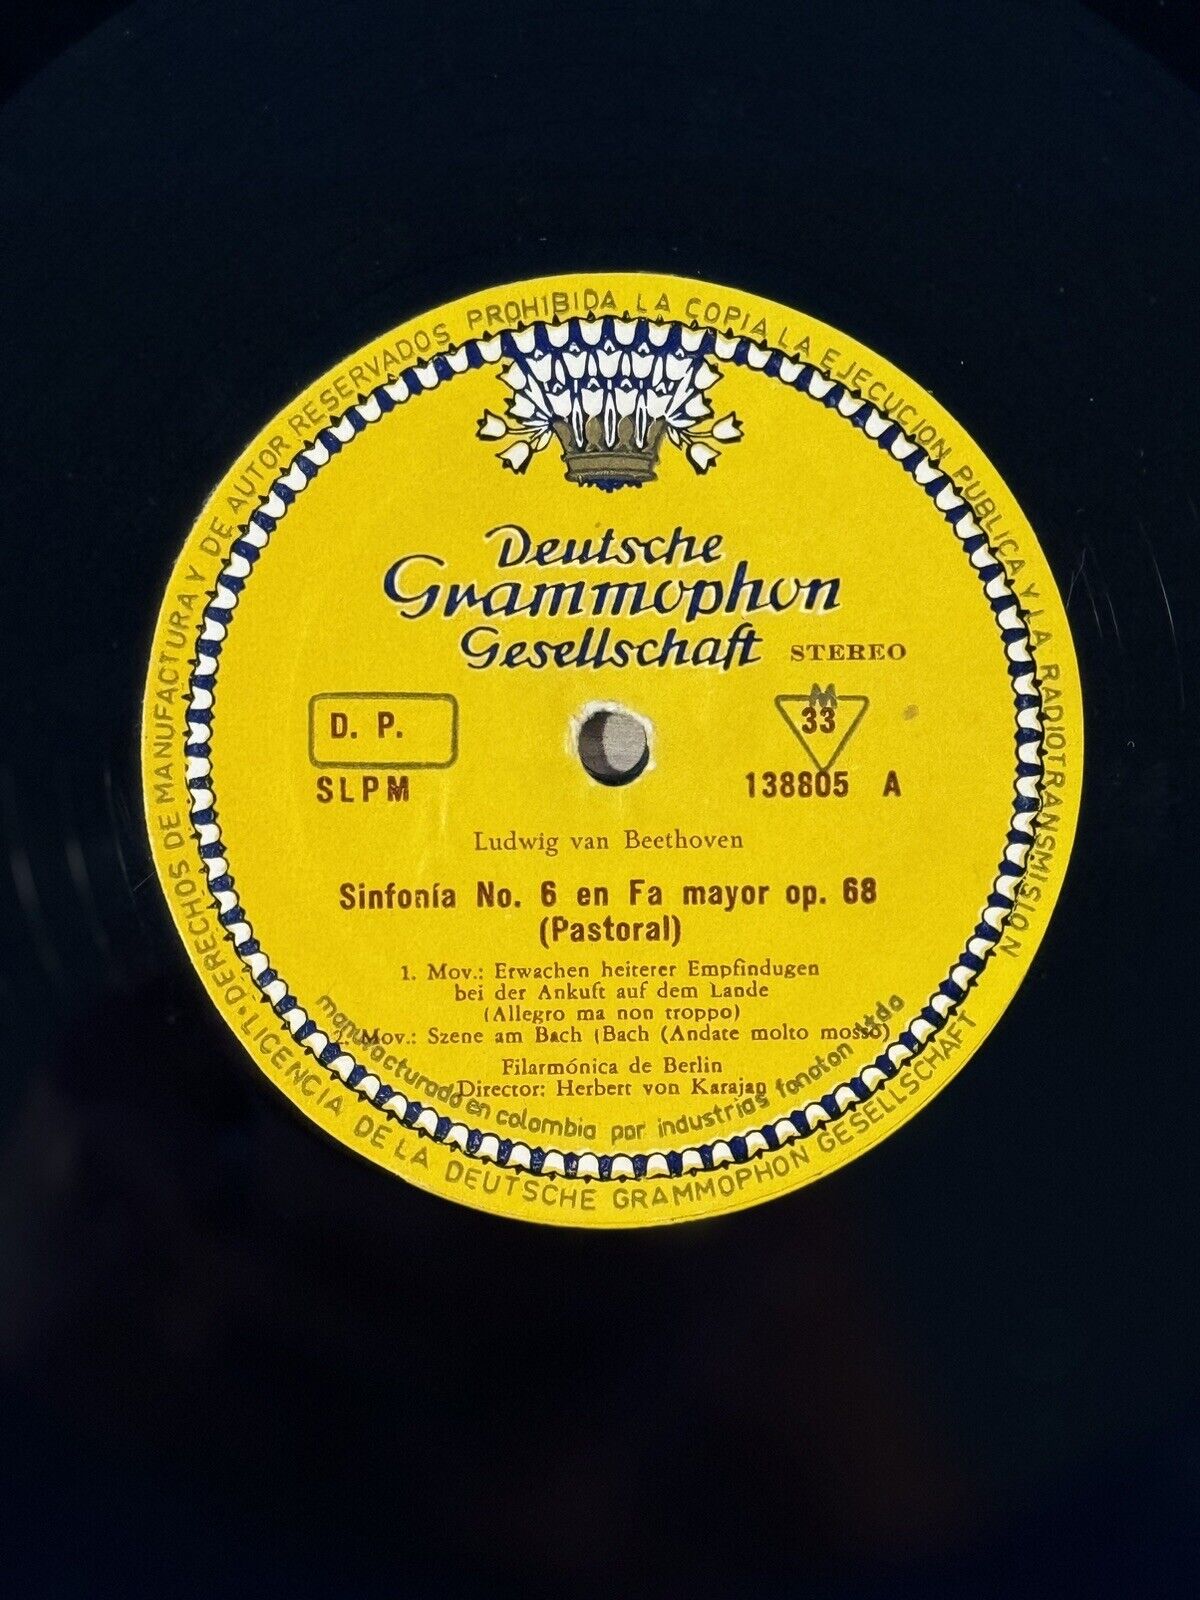 DERECHOS DE MANUFACTURA Y DE AUTOR RESERVADOS PROHIBIDA LA COPIA LA EJECUCION PUBLICA Y LA RADIOTRANSMISION
Deutsche
Grammophon
Gesellschaft STEREO
D. P.
M
33
SLPM
138805 A
Ludwig van Beethoven
Sinfonía No. 6 en Fa mayor op. 68
(Pastoral)
1. Mov.: Erwachen heiterer Empfindugen
bei der Ankuft auf dem Lande
(Allegro ma non troppo)
2. Mov.: Szene am Bach (Bach (Andate molto mosso)
Filarmónica de Berlin
Director: Herbert von Karajan
manufacturado en colombia por industrias fonoton ltda
LICENCIA DE LA DEUTSCHE GRAMMOPHON GESELLSCHAFT